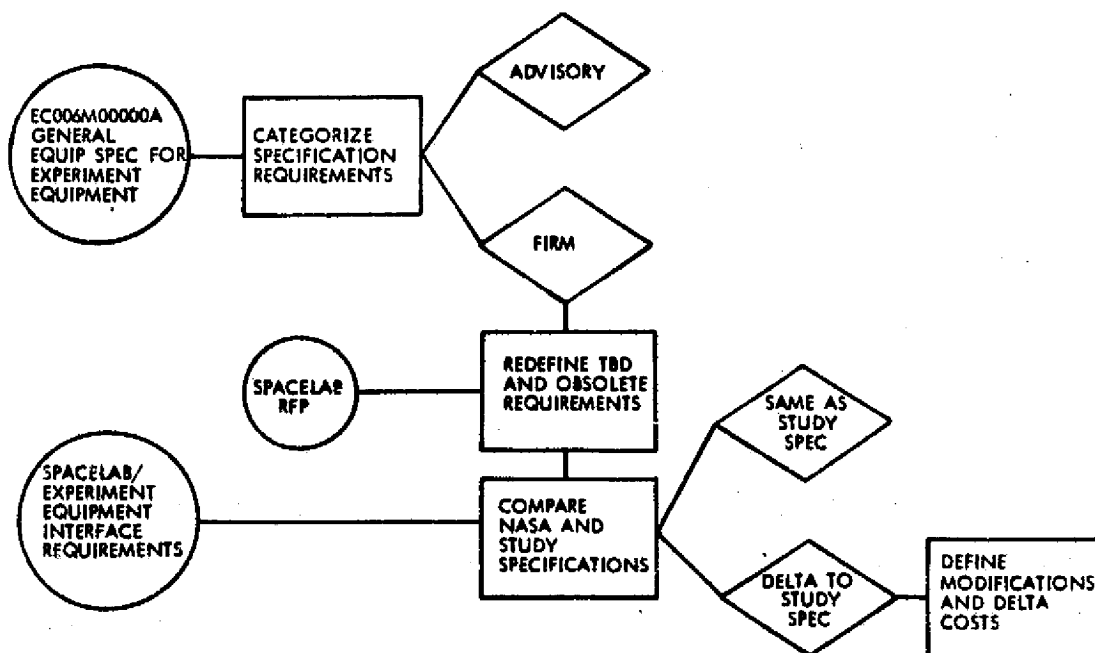 ADVISORY
EC006M00000A
GENERAL
EQUIP SPEC FOR
EXPERIMENT
EQUIPMENT
CATEGORIZE
SPECIFICATION
REQUIREMENTS
FIRM
SPACELAB
RFP
REDEFINE TBD
AND OBSOLETE
REQUIREMENTS
SAME AS
STUDY
SPEC
SPACELAB/
EXPERIMENT
EQUIPMENT
INTERFACE
REQUIREMENTS
COMPARE
NASA AND
STUDY
SPECIFICATIONS
DELTA TO
STUDY
SPEC
DEFINE
MODIFICATIONS
AND DELTA
COSTS